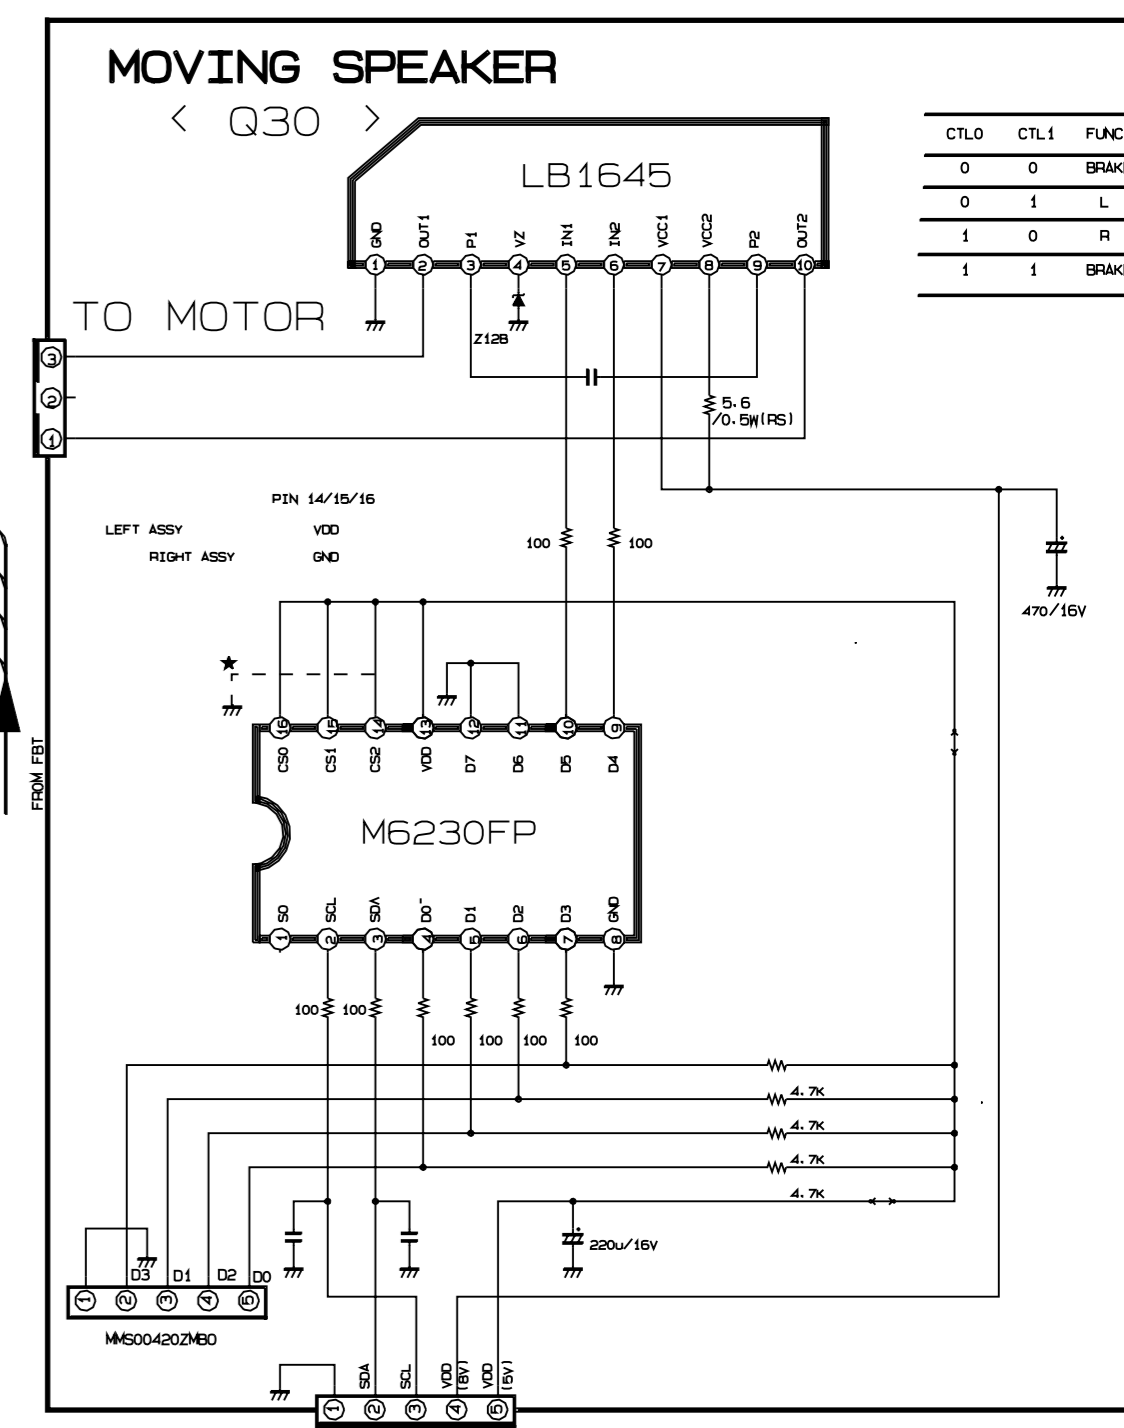 MOVING SPEAKER
< Q30 >
LB1645
CTL0 CTL1 FUNC
0 0 BRAK
0 1 L
1 0 R
1 1 BRAK
GND OUT1 P1 VZ IN1 IN2 VCC1 VCC2 P2 OUT2
1 2 3 4 5 6 7 8 9 10
TO MOTOR
Z12B
3
2
1
5.6
/0.5W(RS)
PIN 14/15/16
LEFT ASSY VDD
RIGHT ASSY GND
100 100
470/16V
★
16 15 14 13 12 11 10 9
CS0 CS1 CS2 VDD D7 D6 D5 D4
FROM FBT
M6230FP
S0 SCL SDA D0 D1 D2 D3 GND
1 2 3 4 5 6 7 8
100 100
100 100 100 100
4.7K
4.7K
4.7K
4.7K
220u/16V
D3 D1 D2 D0
1 2 3 4 5
MMS00420ZMB0
SDA SCL VDD (8V) VDD (5V)
1 2 3 4 5